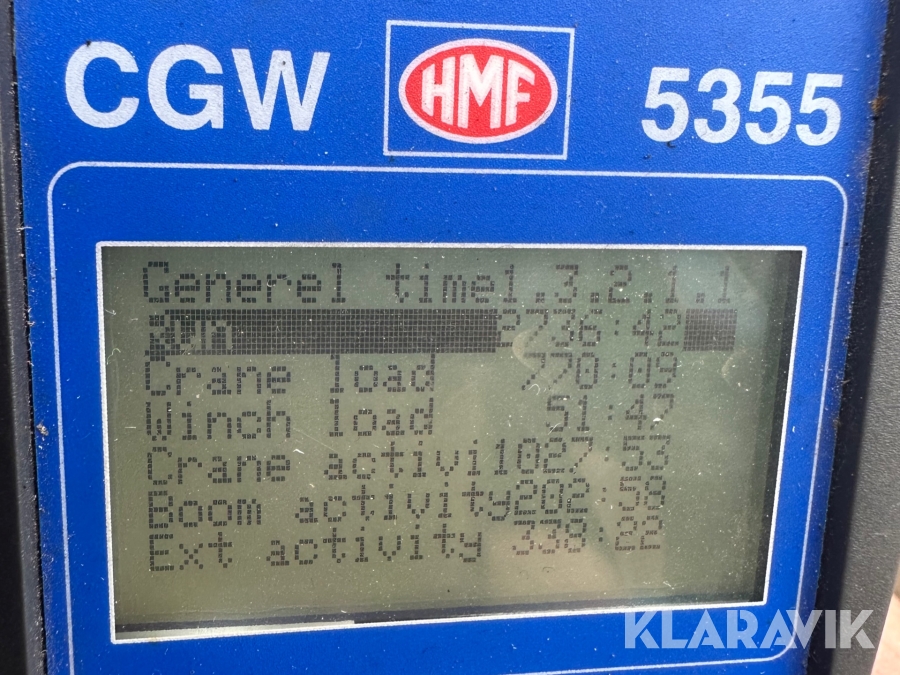 CGW HMF 5355
Generel time1.3.2.1.1
Run 2736:42
Crane load 770:09
Winch load 51:47
Crane activi1027:53
Boom activity202:58
Ext activity 338:22
KLARAVIK